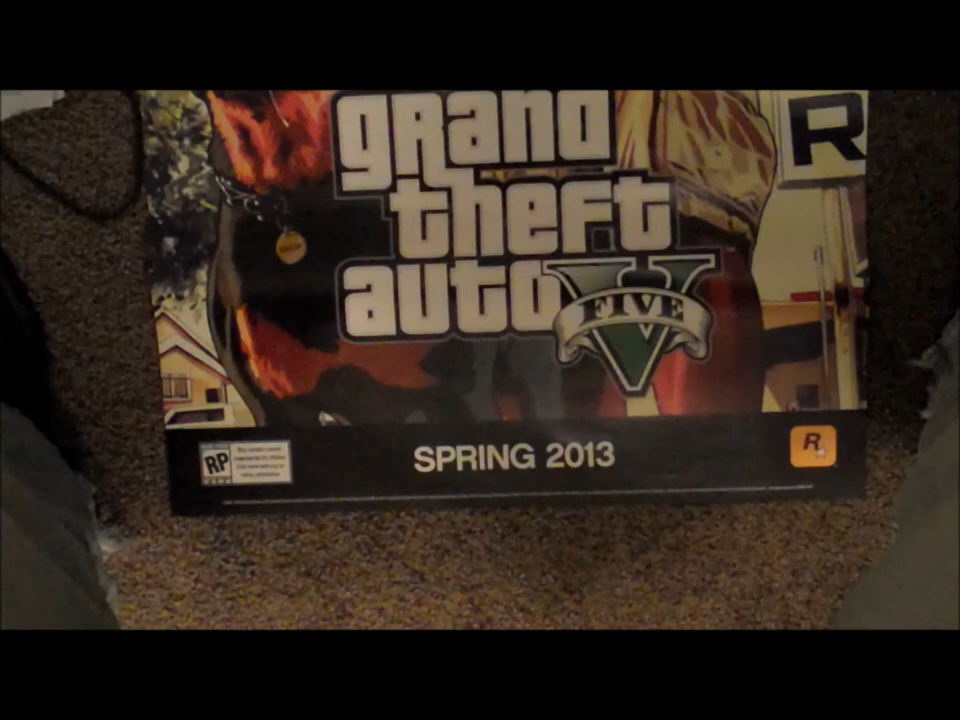 grand
theft
auto V
FIVE
R
RP
SPRING 2013
R